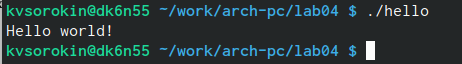 kvsorokin@dk6n55 ~/work/arch-pc/lab04 $ ./hello
Hello world!
kvsorokin@dk6n55 ~/work/arch-pc/lab04 $